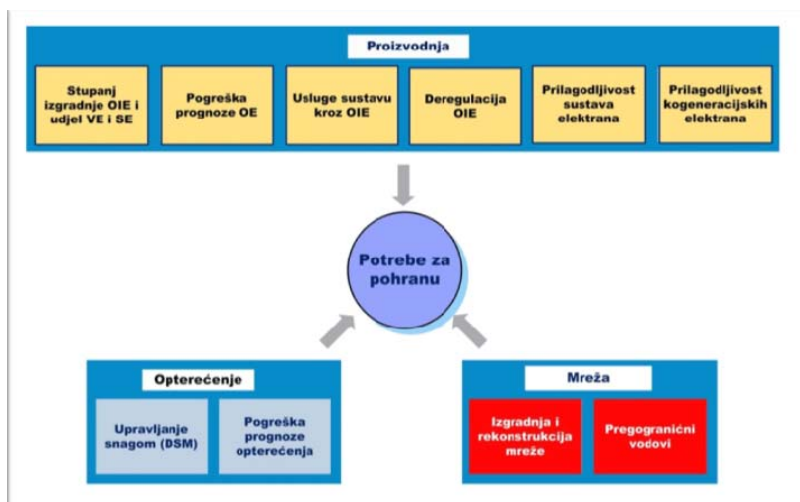 Proizvodnja
Stupanj
izgradnje OIE i
udjel VE i SE
Pogreška
prognoze OE
Usluge sustavu
kroz OIE
Deregulacija
OIE
Prilagodljivost
sustava
elektrana
Prilagodljivost
kogeneracijskih
elektrana
Potrebe za
pohranu
Opterećenje
Upravljanje
snagom (DSM)
Pogreška
prognoze
opterećenja
Mreža
Izgradnja i
rekonstrukcija
mreže
Pregogranićni
vodovi